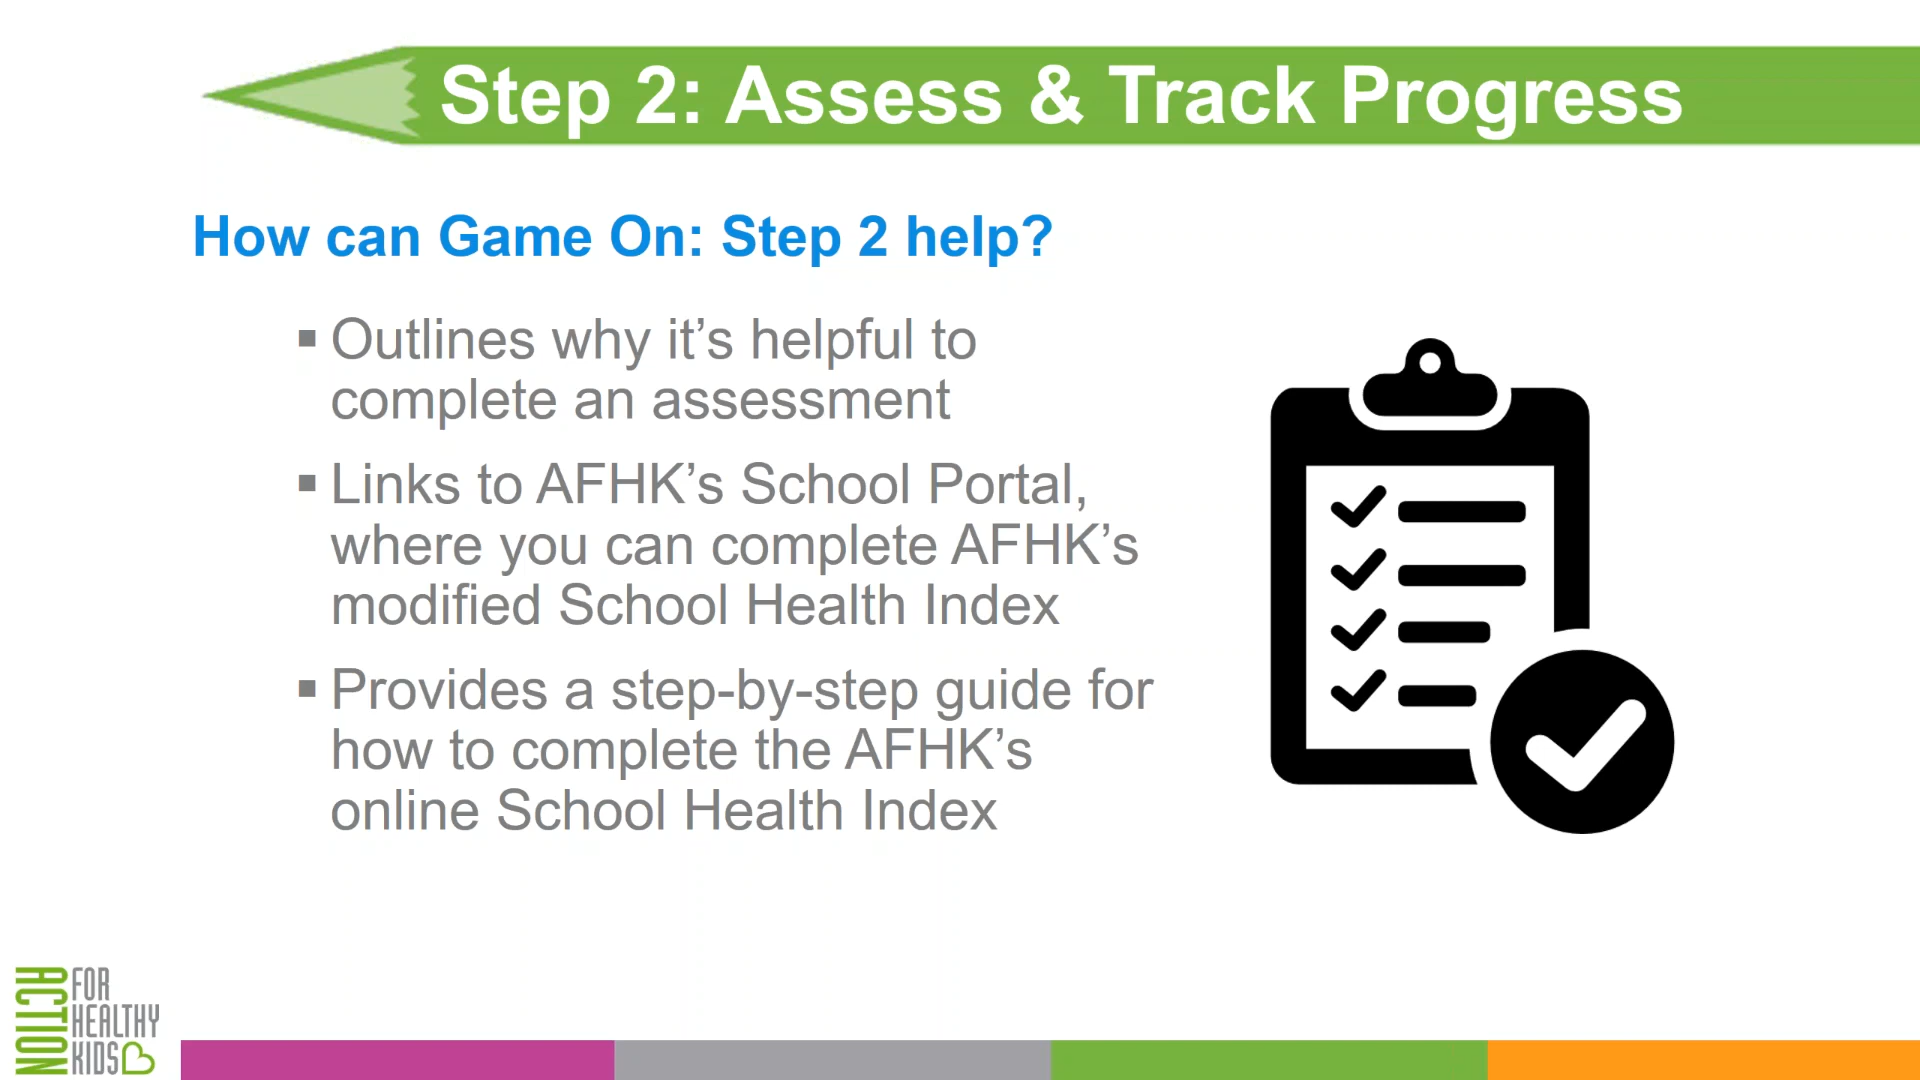 Step 2: Assess & Track Progress
How can Game On: Step 2 help?
▪ Outlines why it’s helpful to
complete an assessment
▪ Links to AFHK’s School Portal,
where you can complete AFHK’s
modified School Health Index
▪ Provides a step-by-step guide for
how to complete the AFHK’s
online School Health Index
ACTION
FOR
HEALTHY
KIDS